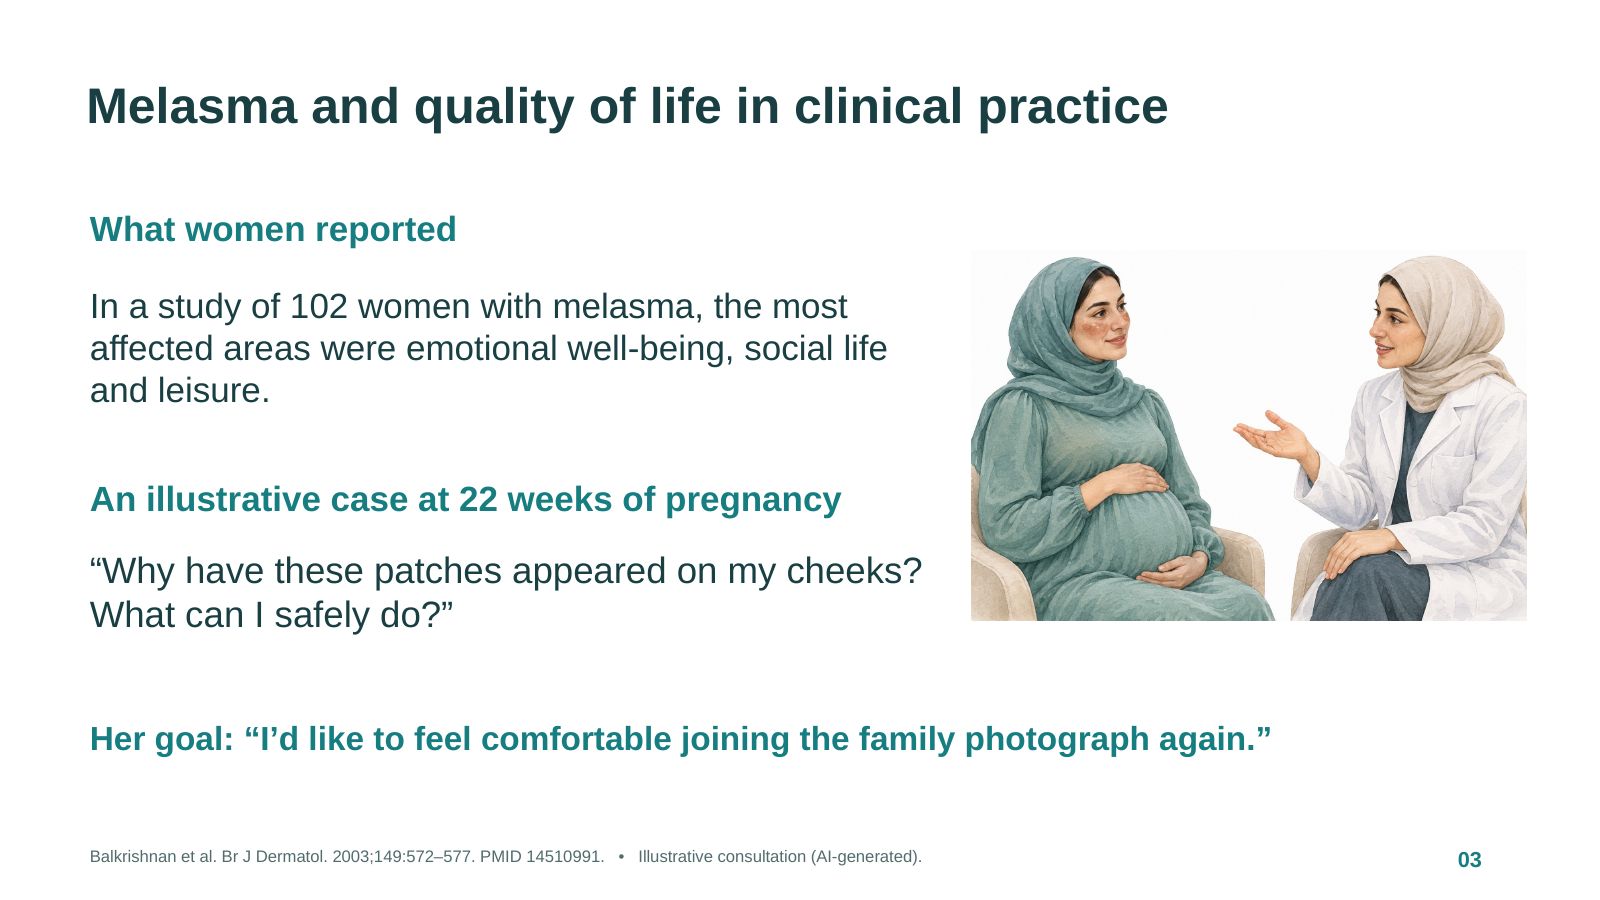 Melasma and quality of life in clinical practice
What women reported
In a study of 102 women with melasma, the most
affected areas were emotional well-being, social life
and leisure.
An illustrative case at 22 weeks of pregnancy
“Why have these patches appeared on my cheeks?
What can I safely do?”
Her goal: “I’d like to feel comfortable joining the family photograph again.”
Balkrishnan et al. Br J Dermatol. 2003;149:572–577. PMID 14510991. • Illustrative consultation (AI-generated).
03